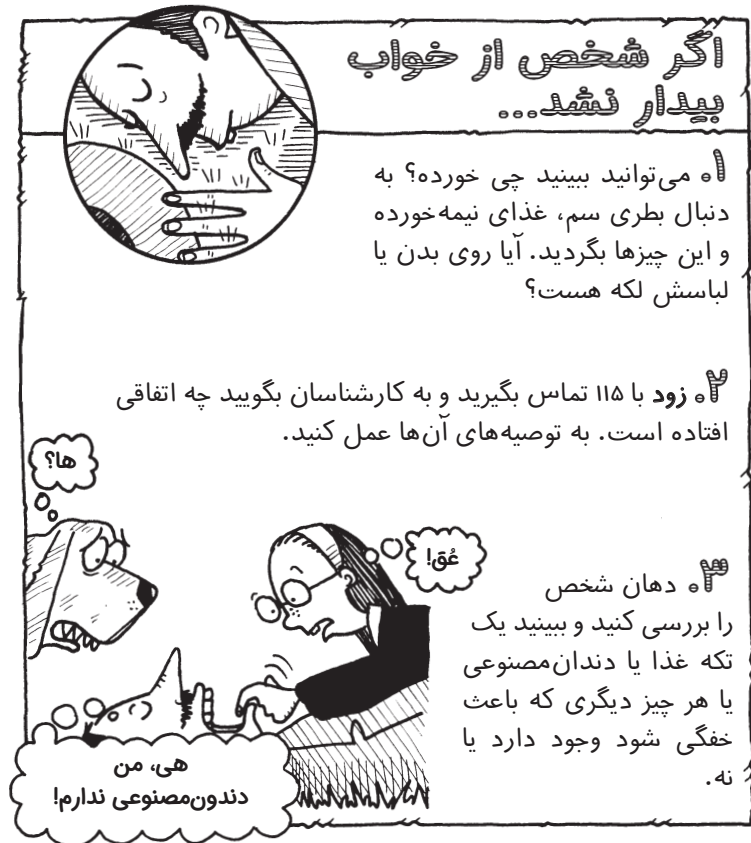 اگر شخص از خواب
بیدار نشد...
۱. می‌توانید ببینید چی خورده؟ به
دنبال بطری سم، غذای نیمه‌خورده
و این چیزها بگردید. آیا روی بدن یا
لباسش لکه هست؟
۲. زود با ۱۱۵ تماس بگیرید و به کارشناسان بگویید چه اتفاقی
افتاده است. به توصیه‌های آن‌ها عمل کنید.
ها؟
عُق!
۳. دهان شخص
را بررسی کنید و ببینید یک
تکه غذا یا دندان‌مصنوعی
یا هر چیز دیگری که باعث
خفگی شود وجود دارد یا
نه.
هی، من
دندون‌مصنوعی ندارم!